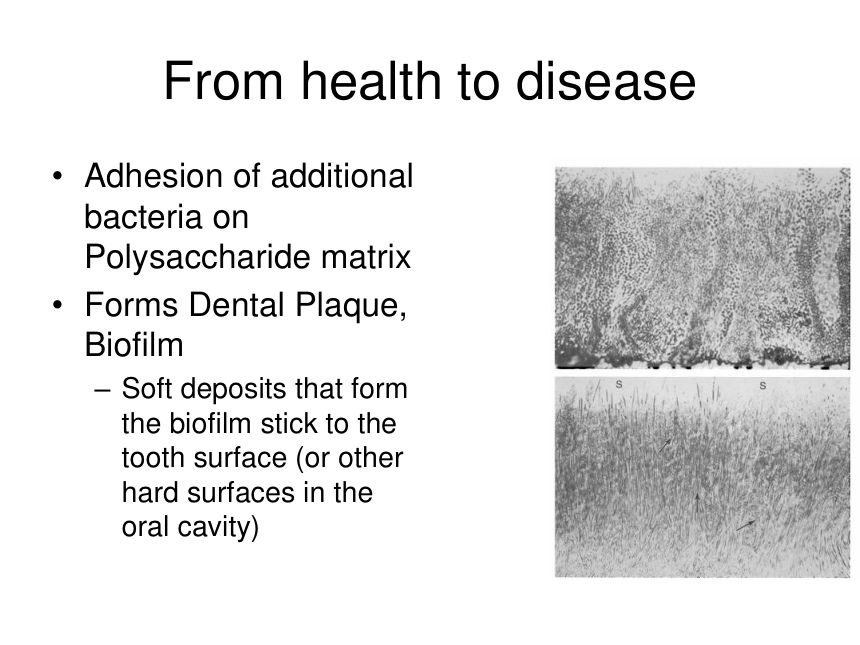 From health to disease
• Adhesion of additional
bacteria on
Polysaccharide matrix
• Forms Dental Plaque,
Biofilm
– Soft deposits that form
the biofilm stick to the
tooth surface (or other
hard surfaces in the
oral cavity)
S S